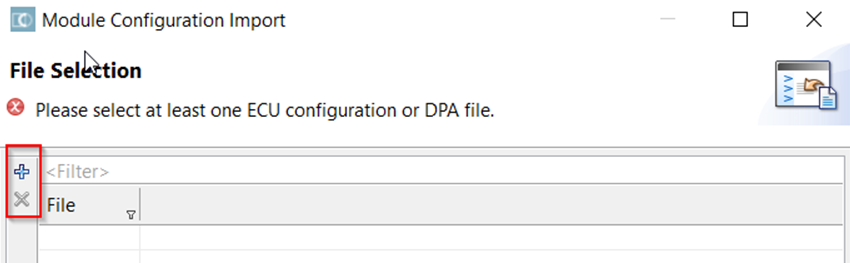 Module Configuration Import
File Selection
Please select at least one ECU configuration or DPA file.
<Filter>
File